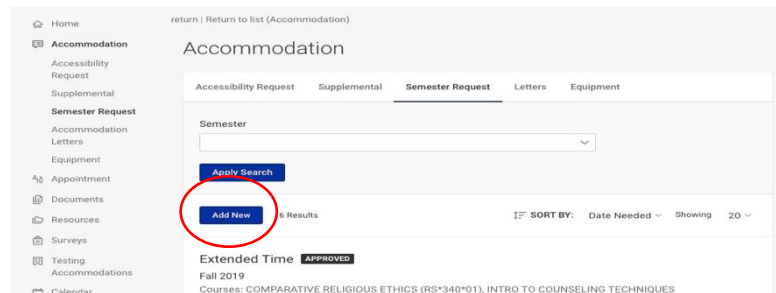 return | Return to list (Accommodation)
Home
Accommodation
Accessibility
Request
Supplemental
Semester Request
Accommodation
Letters
Equipment
Appointment
Documents
Resources
Surveys
Testing
Accommodations
Calendar
Accommodation
Accessibility Request Supplemental Semester Request Letters Equipment
Semester
Apply Search
Add New 6 Results SORT BY: Date Needed Showing 20
Extended Time APPROVED
Fall 2019
Courses: COMPARATIVE RELIGIOUS ETHICS (RS*340*01), INTRO TO COUNSELING TECHNIQUES